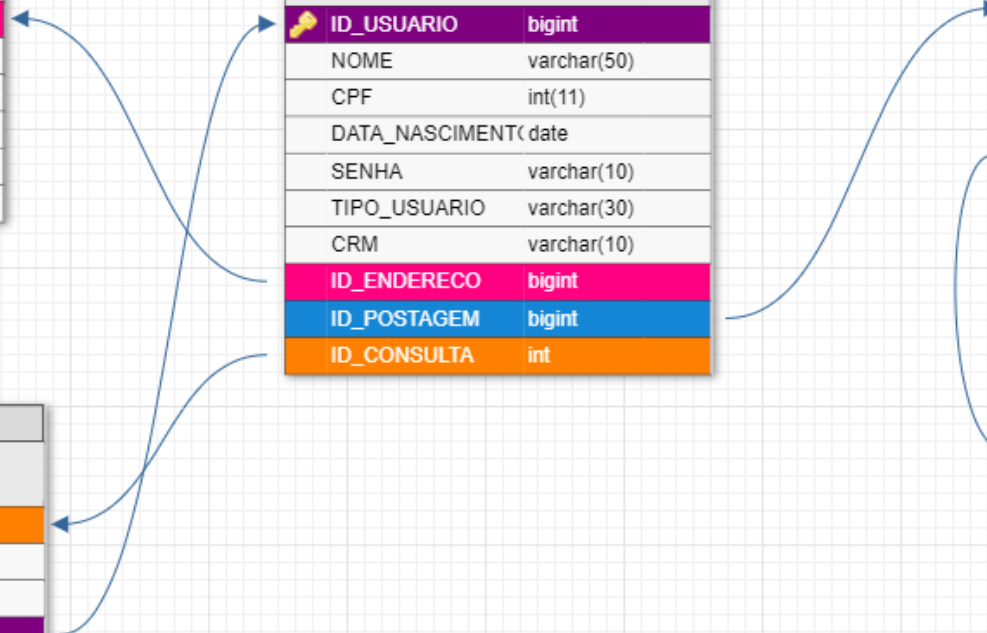 ID_USUARIO bigint
NOME varchar(50)
CPF int(11)
DATA_NASCIMENT( date
SENHA varchar(10)
TIPO_USUARIO varchar(30)
CRM varchar(10)
ID_ENDERECO bigint
ID_POSTAGEM bigint
ID_CONSULTA int